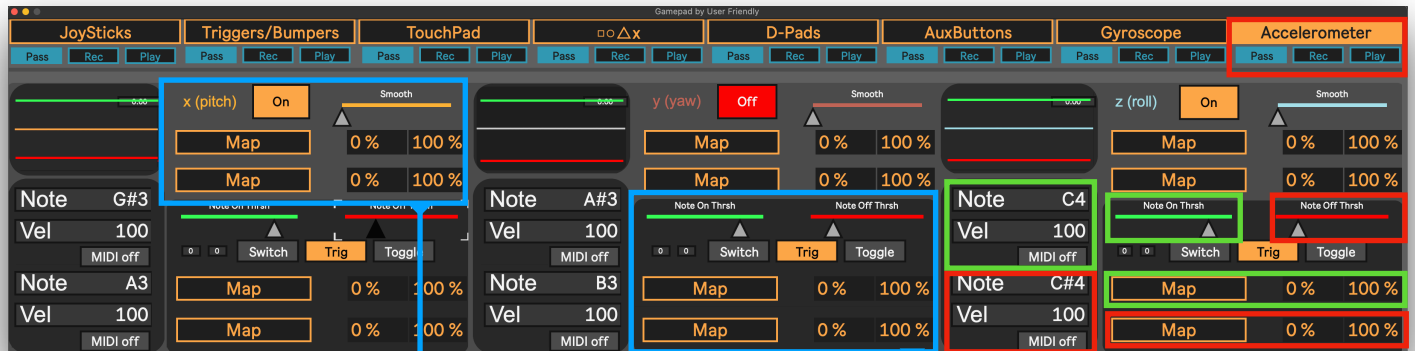 Gamepad by User Friendly
JoySticks Triggers/Bumpers TouchPad □○△x D-Pads AuxButtons Gyroscope Accelerometer
Pass Rec Play Pass Rec Play Pass Rec Play Pass Rec Play Pass Rec Play Pass Rec Play Pass Rec Play Pass Rec Play
0:00 x (pitch) On Smooth 0:00 y (yaw) Off Smooth 0:00 z (roll) On Smooth
Map 0 % 100 % Map 0 % 100 % Map 0 % 100 %
Map 0 % 100 % Map 0 % 100 % Map 0 % 100 %
Note G#3 Note On Thrsh Note Off Thrsh Note A#3 Note On Thrsh Note Off Thrsh Note C4 Note On Thrsh Note Off Thrsh
Vel 100 Vel 100 Vel 100
MIDI off 0 0 Switch Trig Toggle MIDI off 0 0 Switch Trig Toggle MIDI off 0 0 Switch Trig Toggle
Note A3 Map 0 % 100 % Note B3 Map 0 % 100 % Note C#4 Map 0 % 100 %
Vel 100 Vel 100 Vel 100
MIDI off Map 0 % 100 % MIDI off Map 0 % 100 % MIDI off Map 0 % 100 %